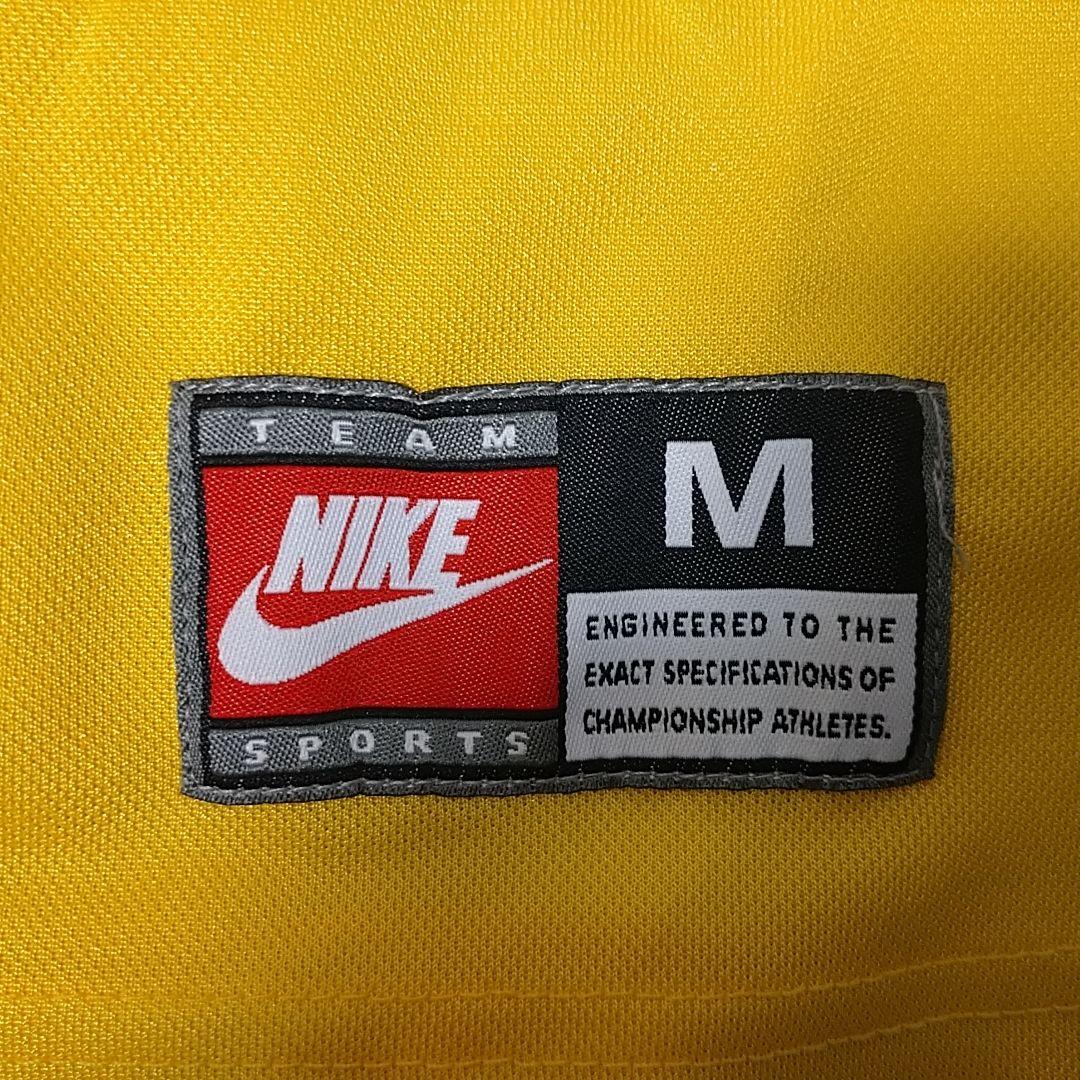 TEAM
NIKE
SPORTS
M
ENGINEERED TO THE
EXACT SPECIFICATIONS OF
CHAMPIONSHIP ATHLETES.